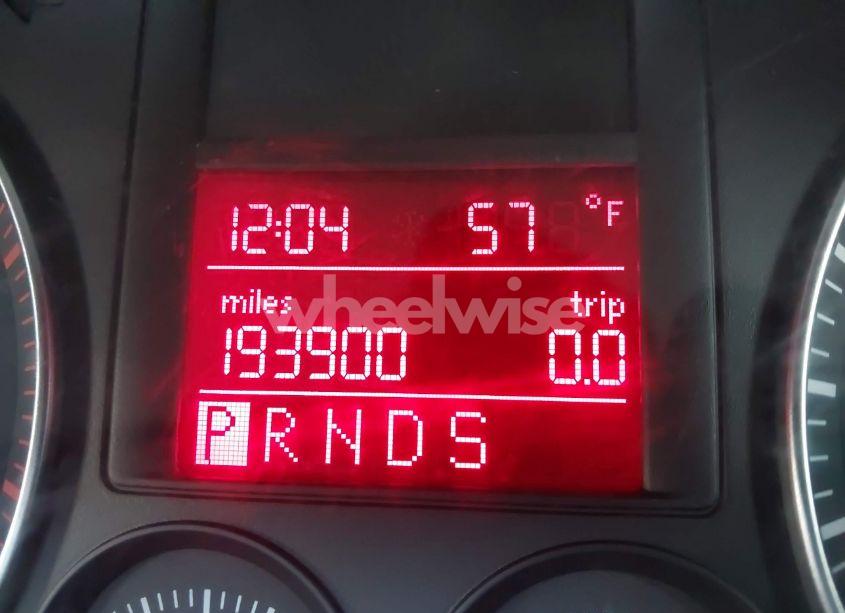 12:04 57 °F
miles trip
wheelwise
193900 0.0
P R N D S